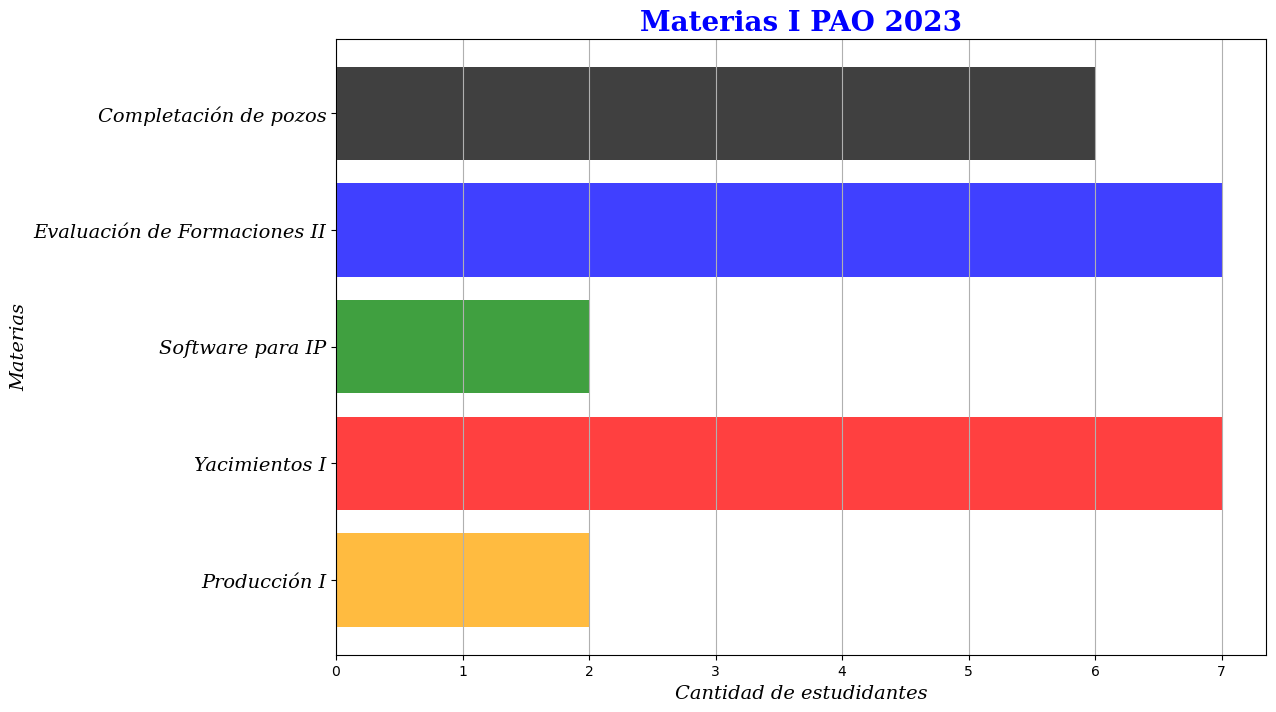 Materias I PAO 2023
Completación de pozos
Evaluación de Formaciones II
Software para IP
Yacimientos I
Producción I
Materias
0 1 2 3 4 5 6 7
Cantidad de estudidantes